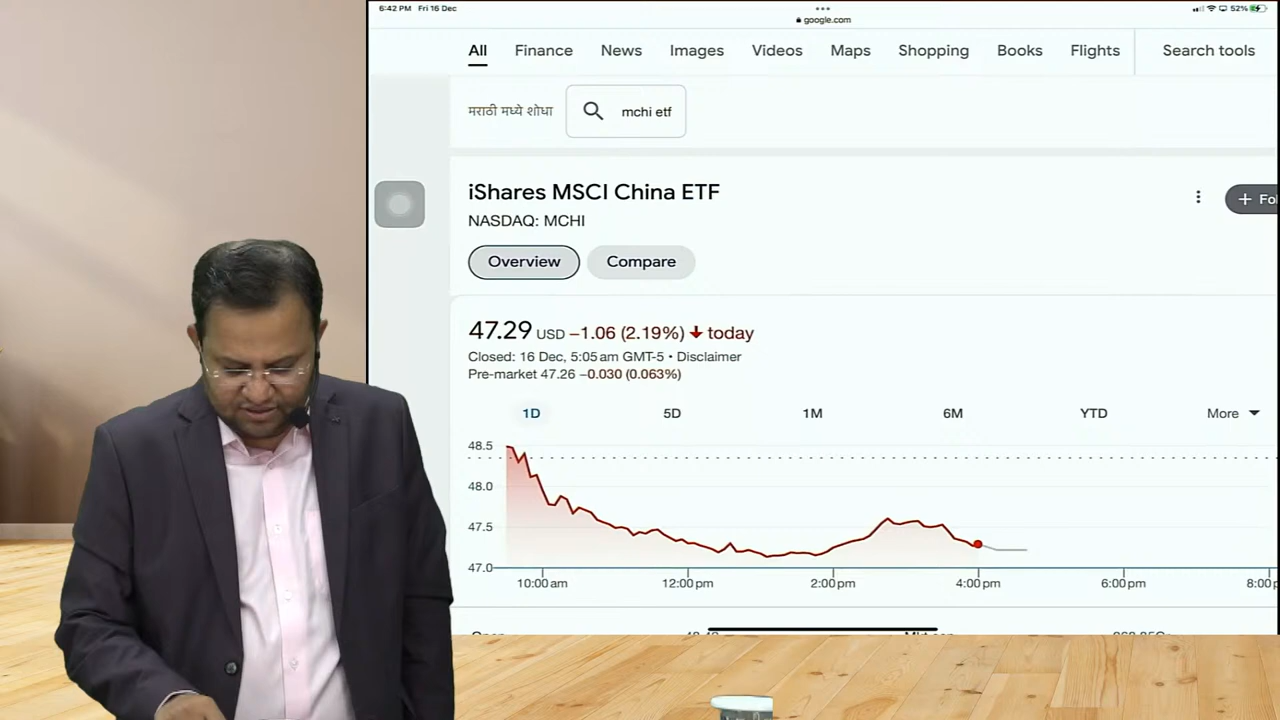 6:42 PM Fri 16 Dec
52%
google.com
All Finance News Images Videos Maps Shopping Books Flights Search tools
मराठी मध्ये शोधा mchi etf
iShares MSCI China ETF
NASDAQ: MCHI
+ Fol
Overview Compare
47.29 USD −1.06 (2.19%) today
Closed: 16 Dec, 5:05 am GMT-5 • Disclaimer
Pre-market 47.26 −0.030 (0.063%)
1D 5D 1M 6M YTD More
48.5
48.0
47.5
47.0
10:00 am 12:00 pm 2:00 pm 4:00 pm 6:00 pm 8:00 p